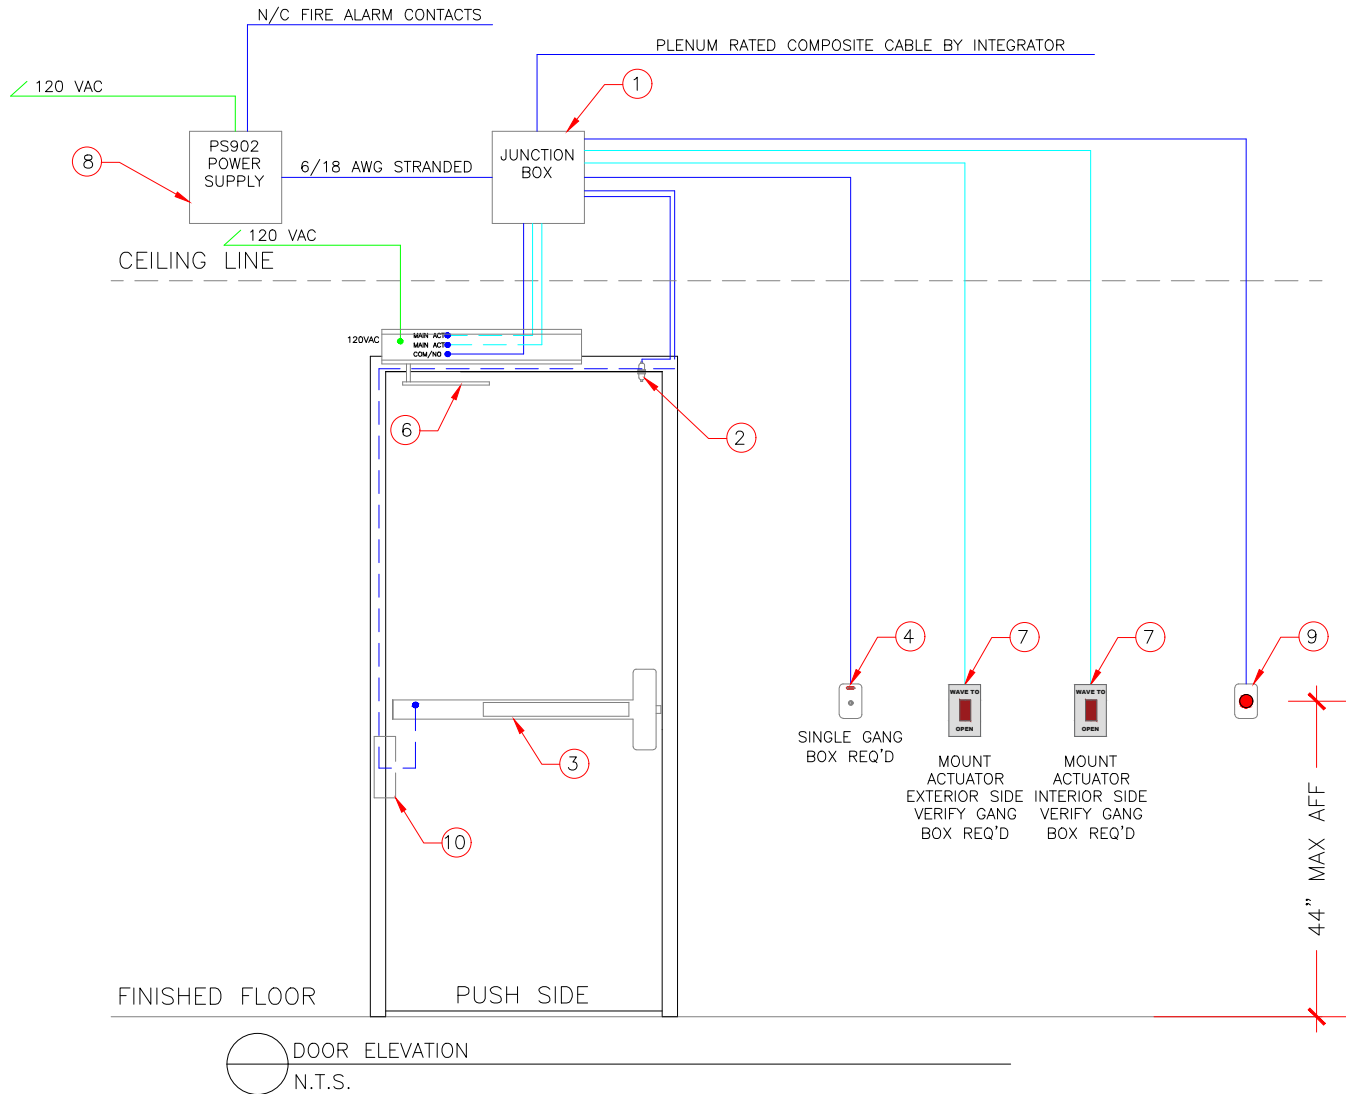 N/C FIRE ALARM CONTACTS
PLENUM RATED COMPOSITE CABLE BY INTEGRATOR
120 VAC
1
PS902
POWER
SUPPLY
8
6/18 AWG STRANDED
JUNCTION
BOX
120 VAC
CEILING LINE
120VAC
MAIN ACT
MAIN ACT
COM/NO
6
2
4
7
7
9
WAVE TO
OPEN
WAVE TO
OPEN
SINGLE GANG
BOX REQ'D
MOUNT
ACTUATOR
EXTERIOR SIDE
VERIFY GANG
BOX REQ'D
MOUNT
ACTUATOR
INTERIOR SIDE
VERIFY GANG
BOX REQ'D
3
10
44" MAX AFF
FINISHED FLOOR
PUSH SIDE
DOOR ELEVATION
N.T.S.